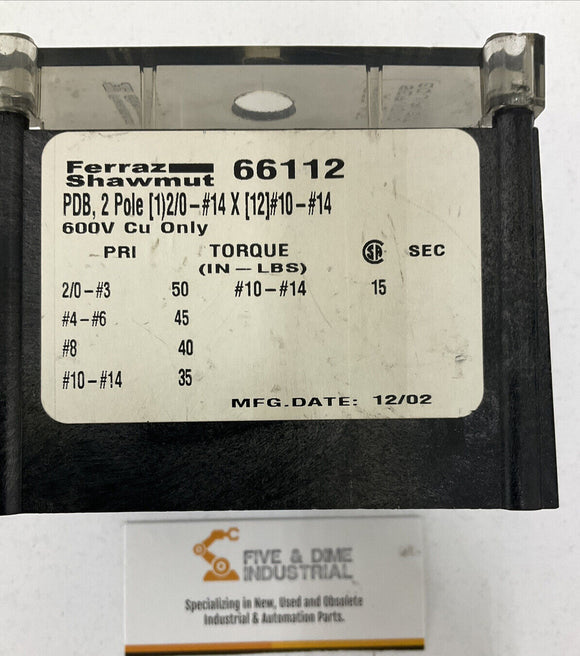 Ferraz
Shawmut 66112
PDB, 2 Pole [1)2/0-#14 X [12]#10-#14
600V Cu Only
PRI TORQUE SA SEC
(IN-LBS)
2/0-#3 50 #10-#14 15
#4-#6 45
#8 40
#10-#14 35
MFG.DATE: 12/02
FIVE & DIME
INDUSTRIAL
Specializing in New, Used and Obsolete
Industrial & Automation Parts.